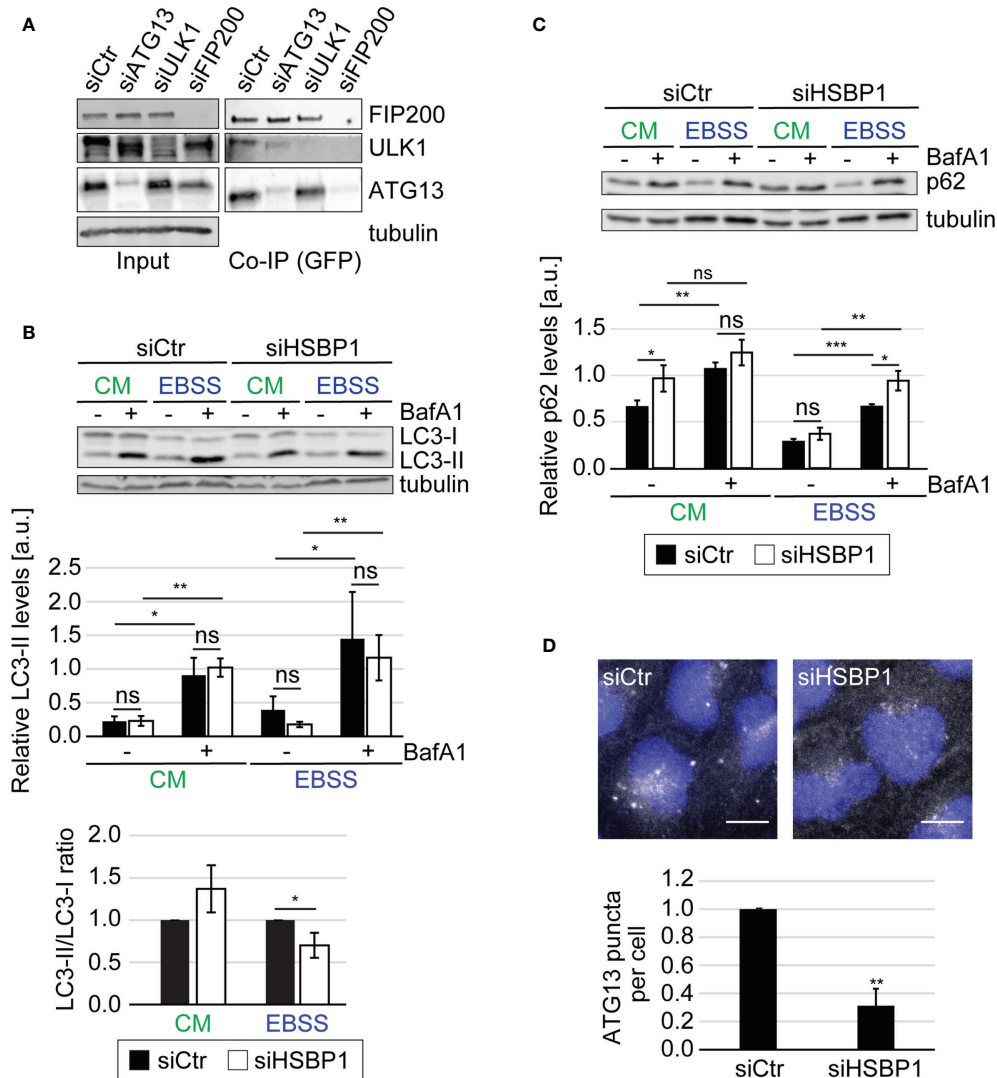 A
siCtr siATG13 siULK1 siFIP200 siCtr siATG13 siULK1 siFIP200
FIP200
ULK1
ATG13
tubulin
Input Co-IP (GFP)
B
siCtr siHSBP1
CM EBSS CM EBSS
- + - + - + - + BafA1
LC3-I
LC3-II
tubulin
Relative LC3-II levels [a.u.]
2.5
2.0
1.5
1.0
0.5
0.0
ns * ** ns ns * ** ns
- + - + BafA1
CM EBSS
LC3-II/LC3-I ratio
2.0
1.5
1.0
0.5
0.0
*
CM EBSS
siCtr siHSBP1
C
siCtr siHSBP1
CM EBSS CM EBSS
- + - + - + - + BafA1
p62
tubulin
Relative p62 levels [a.u.]
1.5
1.0
0.5
0.0
* ** ns ns ns *** ** *
- + - + BafA1
CM EBSS
siCtr siHSBP1
D
siCtr siHSBP1
ATG13 puncta
per cell
1.2
1.0
0.8
0.6
0.4
0.2
0.0
**
siCtr siHSBP1